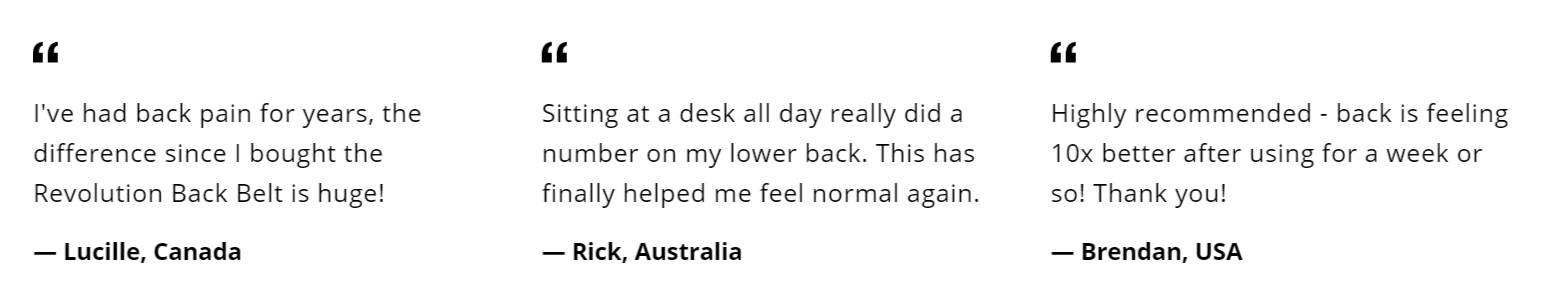 “
I've had back pain for years, the
difference since I bought the
Revolution Back Belt is huge!
— Lucille, Canada
“
Sitting at a desk all day really did a
number on my lower back. This has
finally helped me feel normal again.
— Rick, Australia
“
Highly recommended - back is feeling
10x better after using for a week or
so! Thank you!
— Brendan, USA